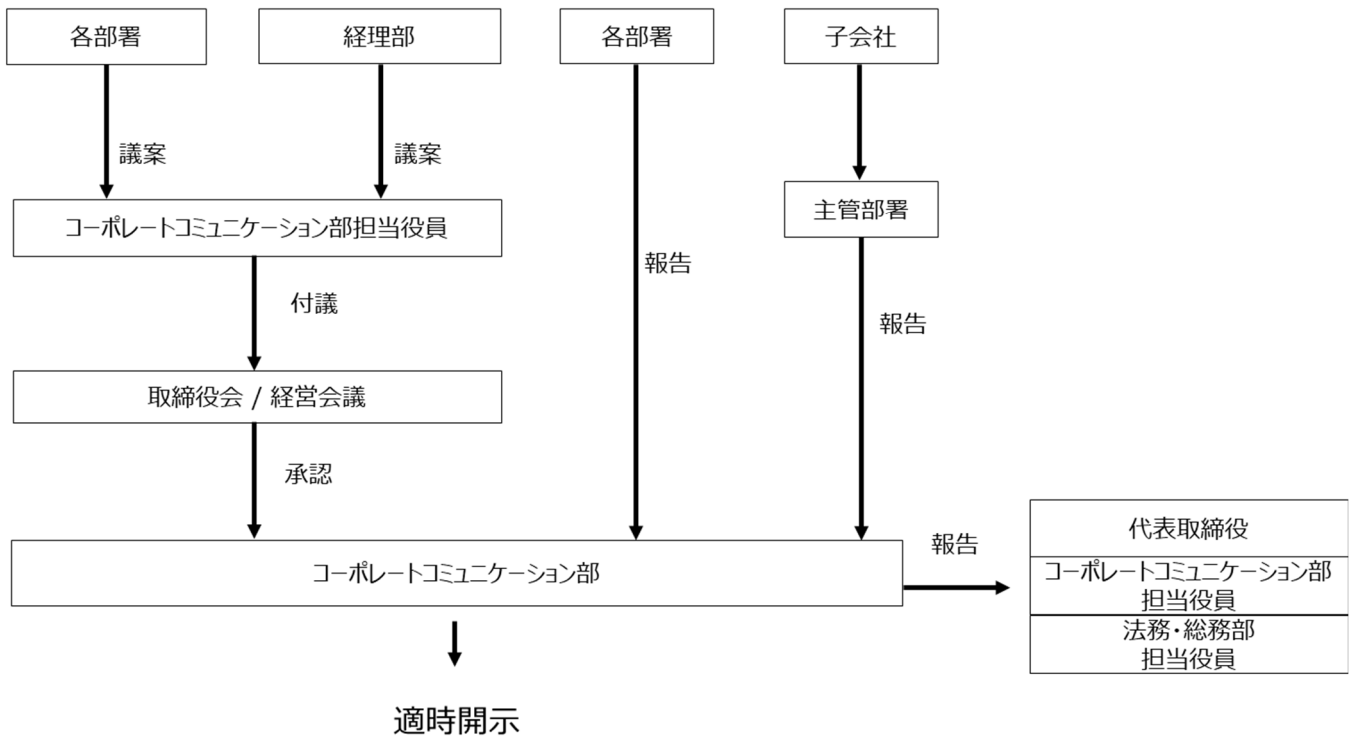 各部署
経理部
各部署
子会社
議案
議案
主管部署
コーポレートコミュニケーション部担当役員
報告
付議
報告
取締役会 / 経営会議
承認
代表取締役
報告
コーポレートコミュニケーション部
コーポレートコミュニケーション部
担当役員
法務・総務部
担当役員
適時開示